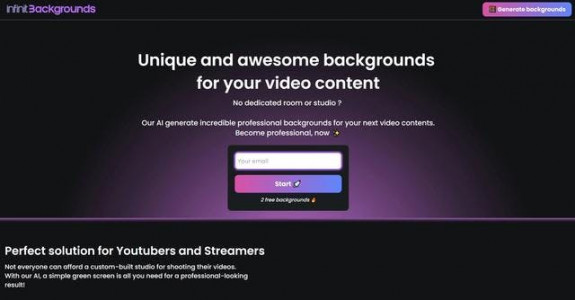 infinit Backgrounds
Generate backgrounds
Unique and awesome backgrounds
for your video content
No dedicated room or studio ?
Our AI generate incredible professional backgrounds for your next video contents.
Become professional, now ✨
Your email
Start 🚀
2 free backgrounds 🔥
Perfect solution for Youtubers and Streamers
Not everyone can afford a custom-built studio for shooting their videos.
With our AI, a simple green screen is all you need for a professional-looking
result!